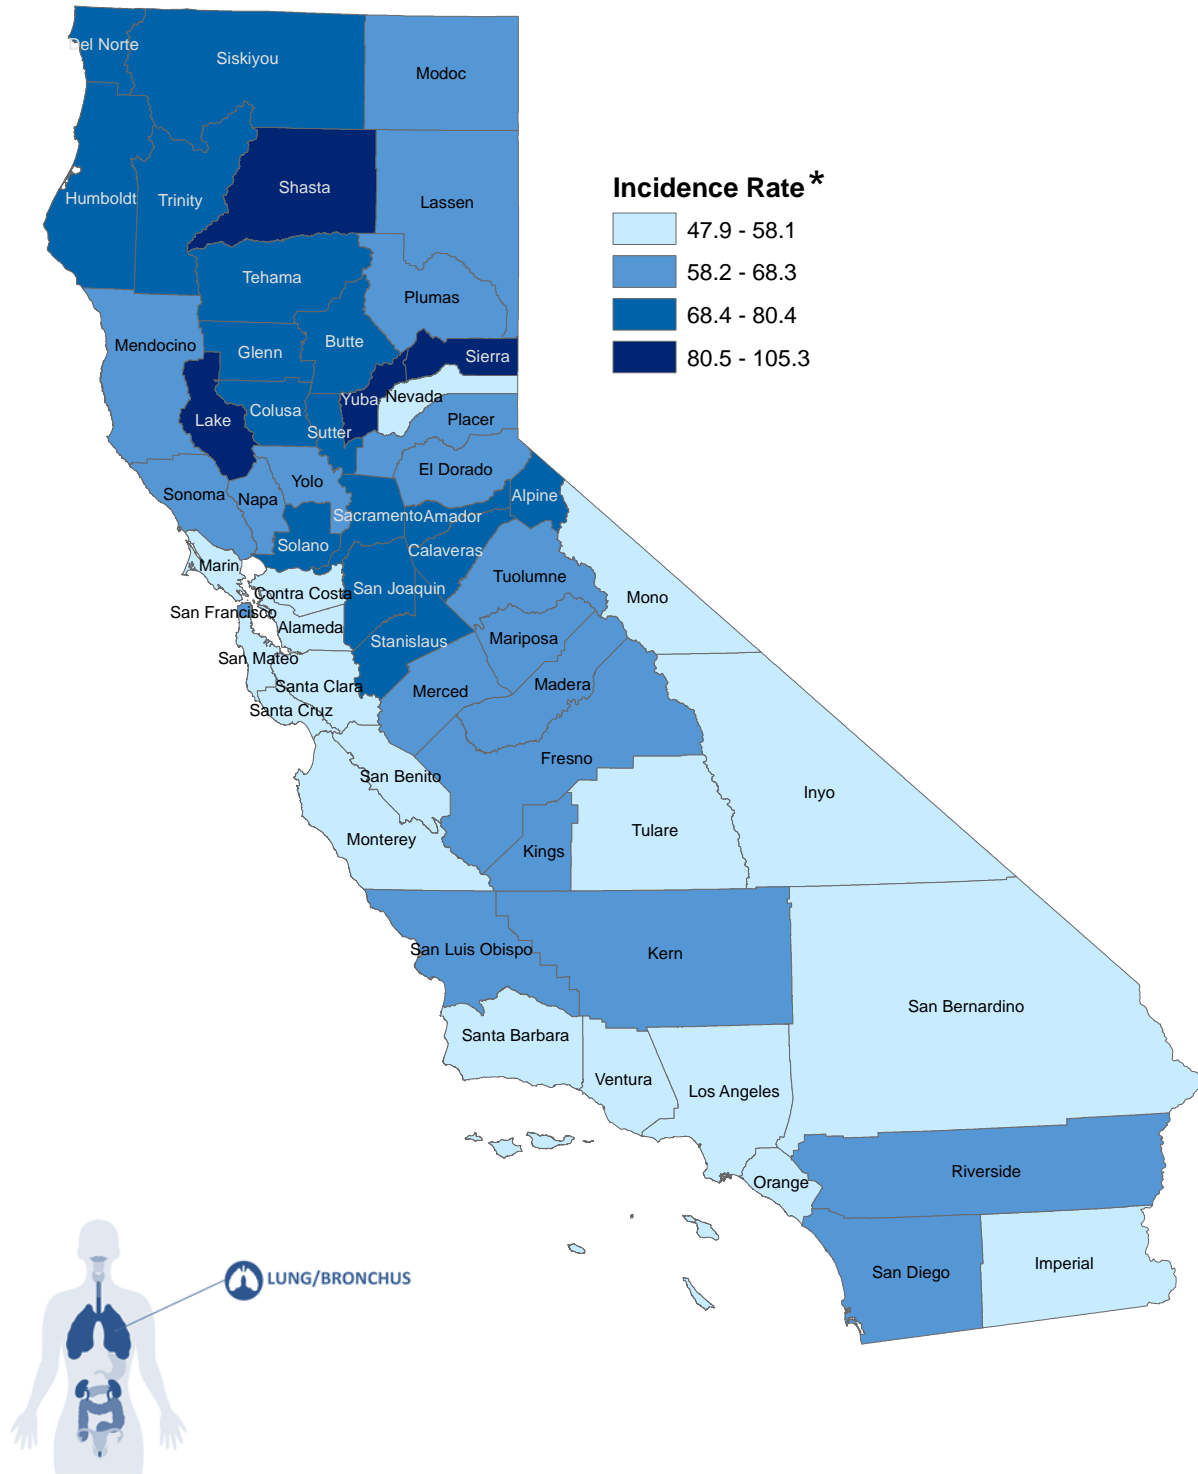 Del Norte
Siskiyou
Modoc
Incidence Rate*
47.9 - 58.1
58.2 - 68.3
68.4 - 80.4
80.5 - 105.3
Humboldt
Trinity
Shasta
Lassen
Tehama
Plumas
Mendocino
Glenn
Butte
Sierra
Lake
Colusa
Sutter
Yuba
Nevada
Placer
El Dorado
Sonoma
Napa
Yolo
Sacramento
Amador
Alpine
Solano
Calaveras
Marin
Contra Costa
San Joaquin
Tuolumne
Mono
San Francisco
Alameda
Stanislaus
Mariposa
San Mateo
Santa Clara
Merced
Madera
Santa Cruz
San Benito
Fresno
Inyo
Monterey
Kings
Tulare
San Luis Obispo
Kern
San Bernardino
Santa Barbara
Ventura
Los Angeles
Orange
Riverside
San Diego
Imperial
LUNG/BRONCHUS